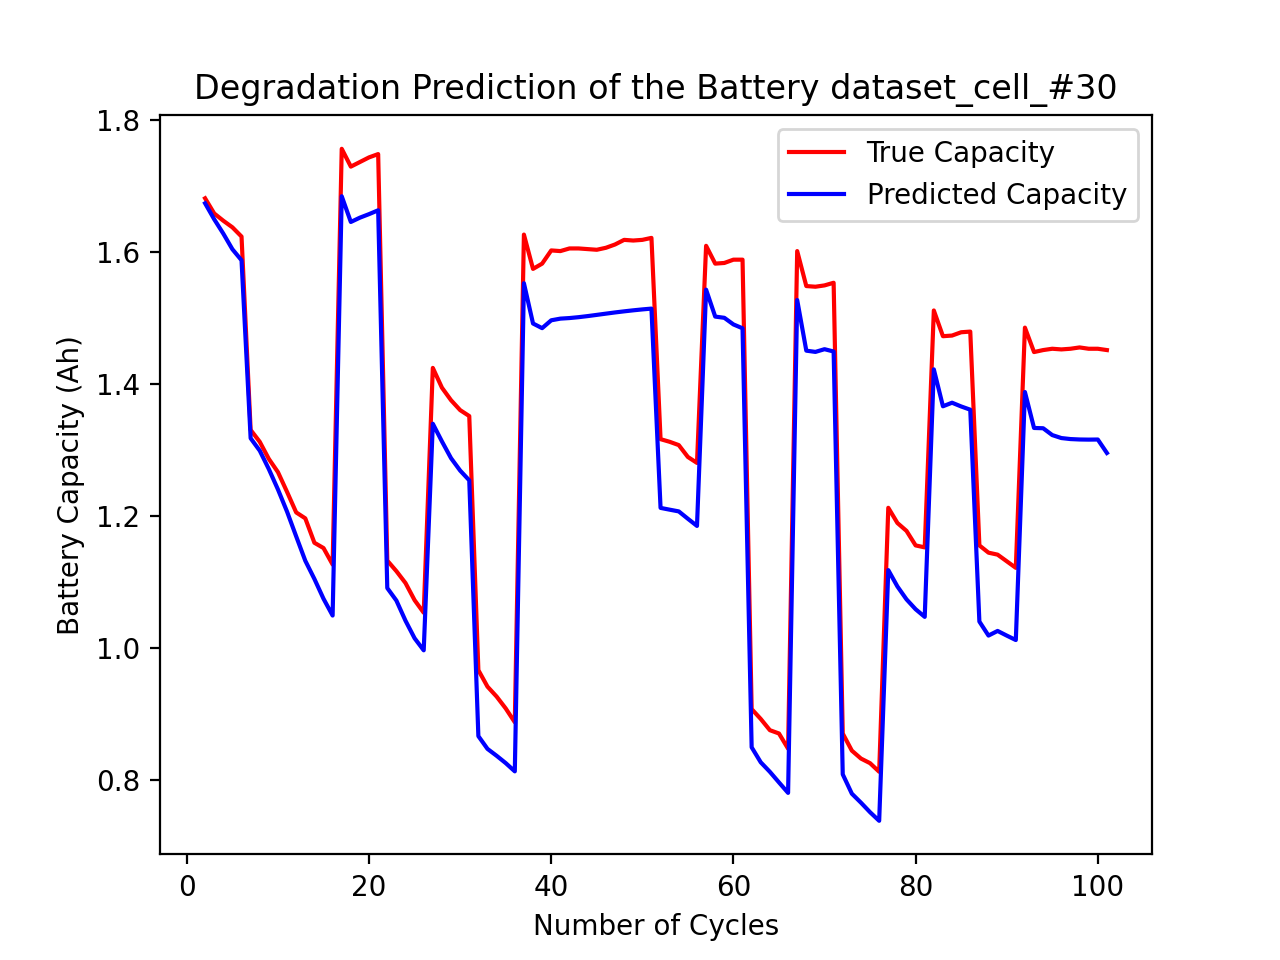 Degradation Prediction of the Battery dataset_cell_#30
True Capacity
Predicted Capacity
Battery Capacity (Ah)
1.8
1.6
1.4
1.2
1.0
0.8
0 20 40 60 80 100
Number of Cycles